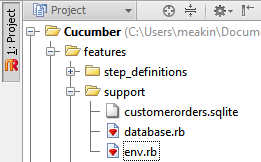 Project
1: Project
Cucumber (C:\Users\meakin\Docum
features
step_definitions
support
customerorders.sqlite
database.rb
env.rb